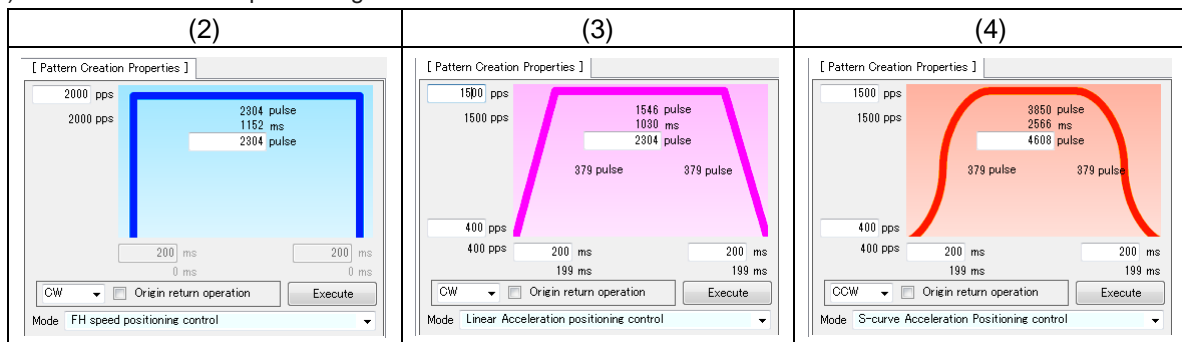 (2)
[ Pattern Creation Properties ]
2000 pps
2000 pps
2304 pulse
1152 ms
2304 pulse
200 ms
200 ms
0 ms
0 ms
CW
Origin return operation
Execute
Mode FH speed positioning control
(3)
[ Pattern Creation Properties ]
1500 pps
1500 pps
1546 pulse
1030 ms
2304 pulse
379 pulse
379 pulse
400 pps
400 pps
200 ms
200 ms
199 ms
199 ms
CW
Origin return operation
Execute
Mode Linear Acceleration positioning control
(4)
[ Pattern Creation Properties ]
1500 pps
1500 pps
3850 pulse
2566 ms
4608 pulse
379 pulse
379 pulse
400 pps
400 pps
200 ms
200 ms
199 ms
199 ms
CCW
Origin return operation
Execute
Mode S-curve Acceleration Positioning control